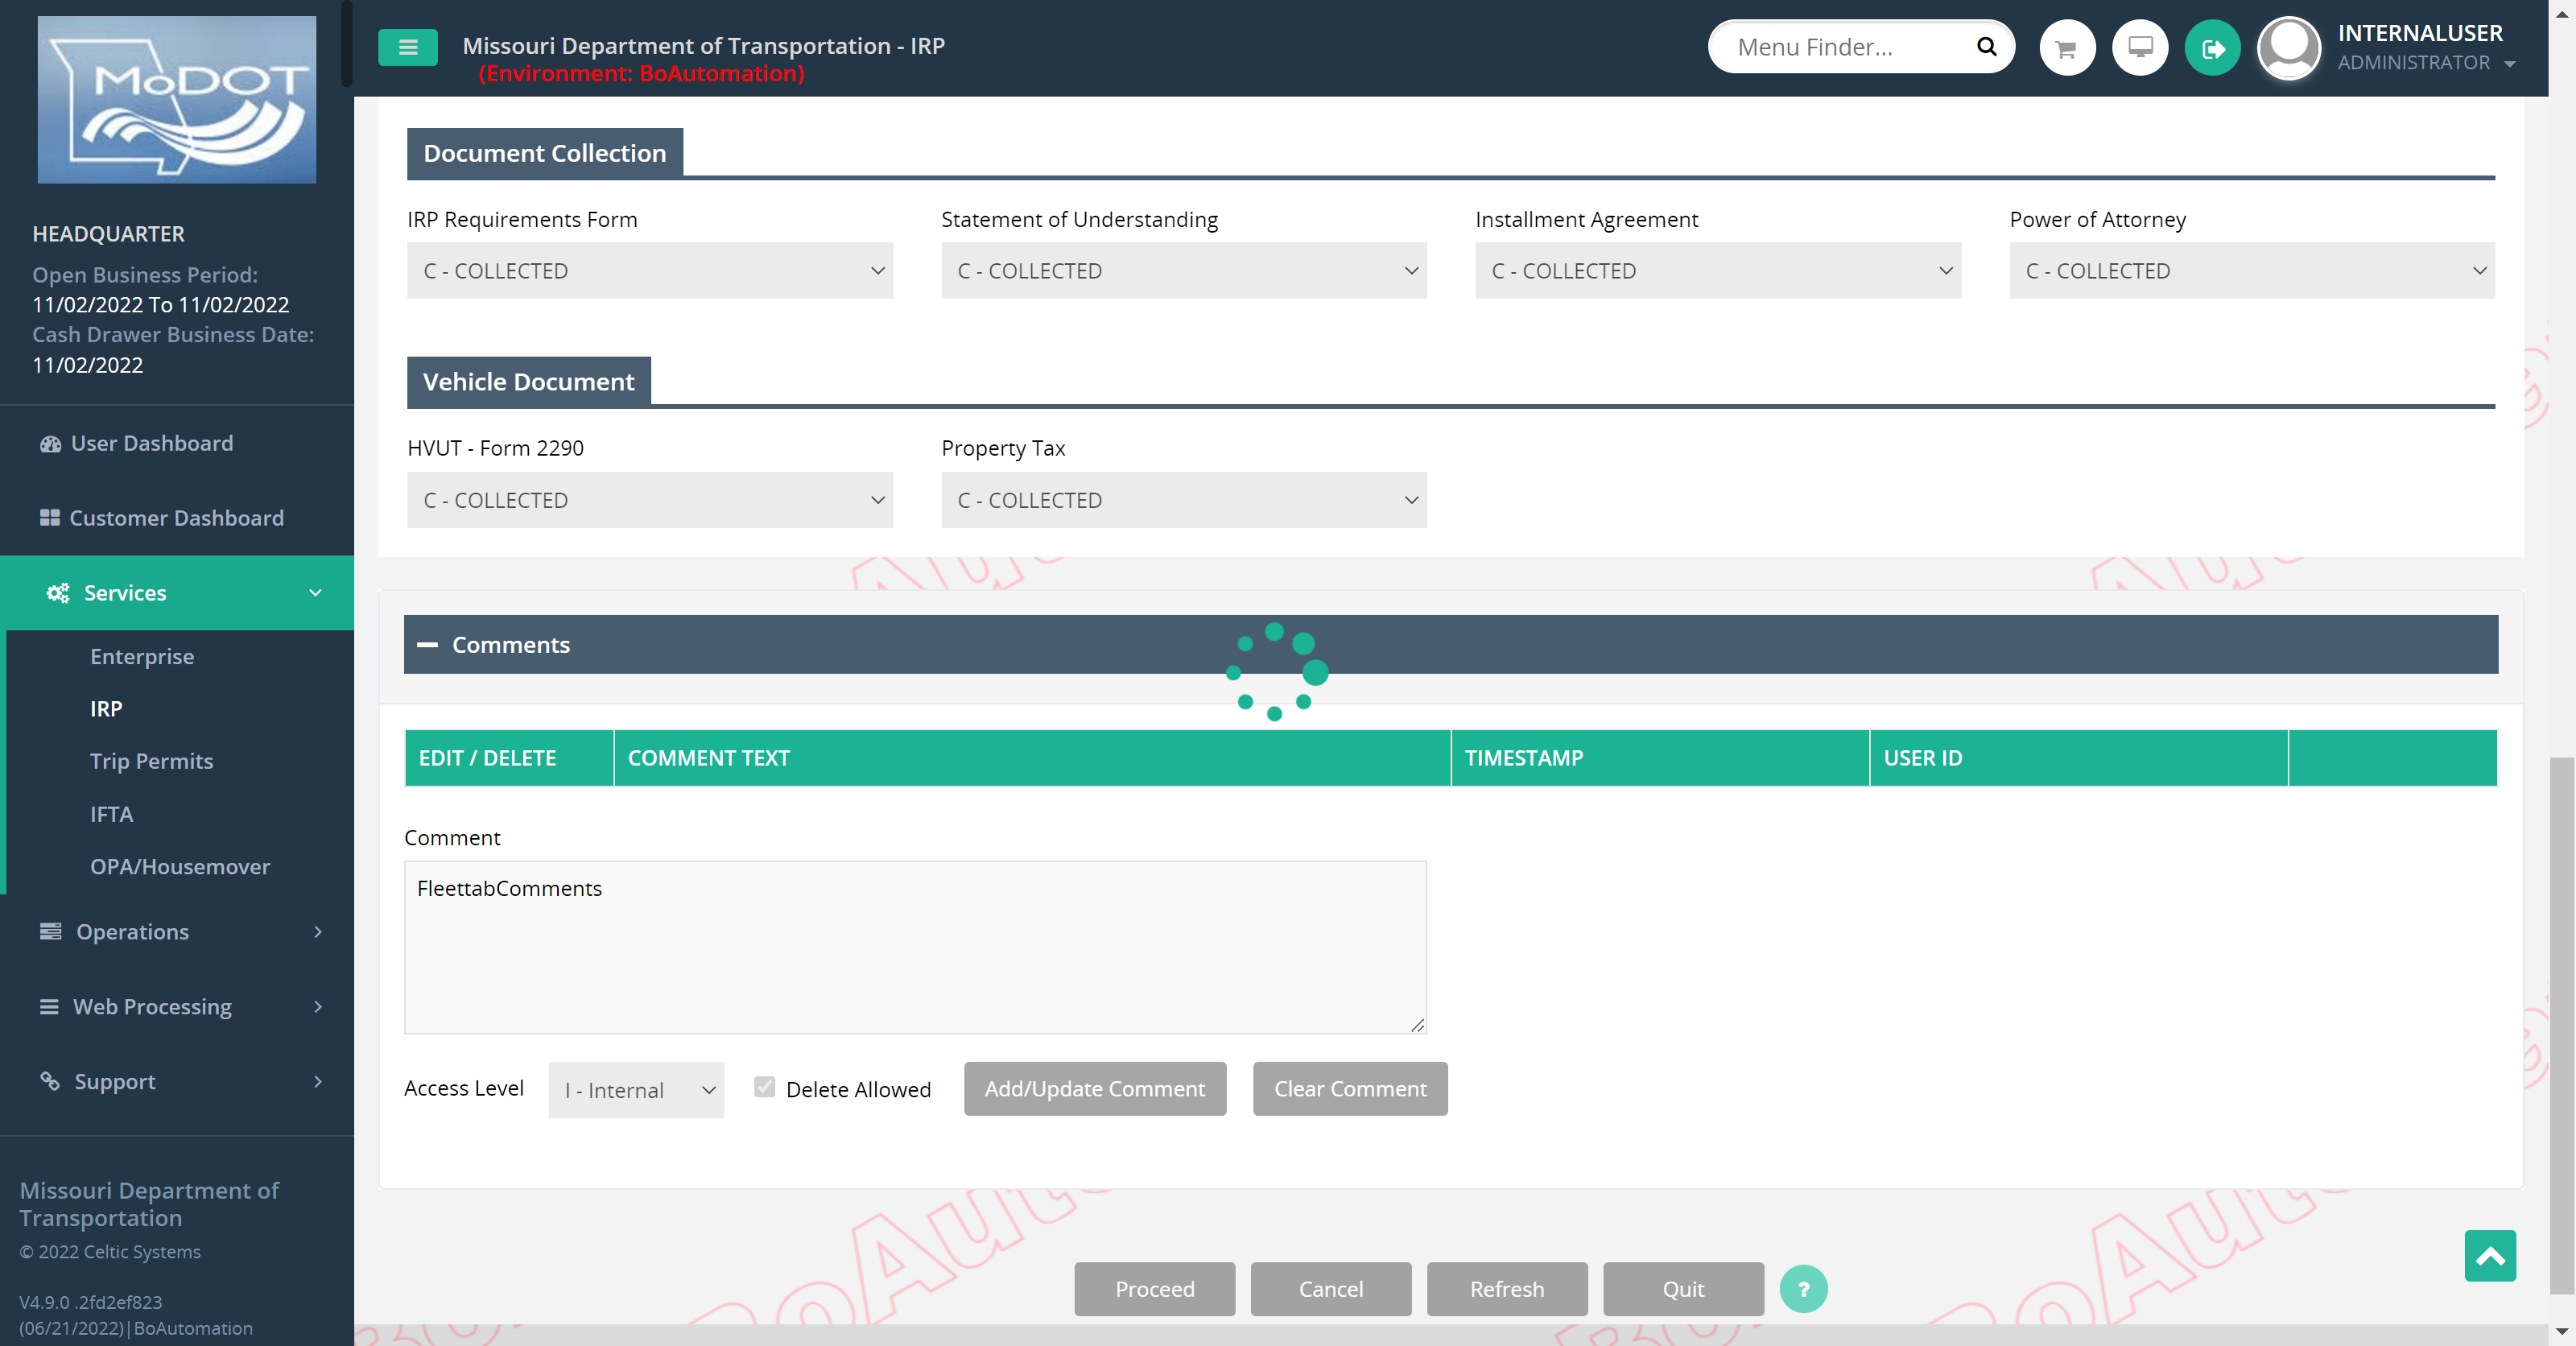 MoDOT
Missouri Department of Transportation - IRP
(Environment: BoAutomation)
Menu Finder...
INTERNALUSER
ADMINISTRATOR
HEADQUARTER
Open Business Period:
11/02/2022 To 11/02/2022
Cash Drawer Business Date:
11/02/2022
User Dashboard
Customer Dashboard
Services
Enterprise
IRP
Trip Permits
IFTA
OPA/Housemover
Operations
Web Processing
Support
Missouri Department of
Transportation
© 2022 Celtic Systems
V4.9.0 .2fd2ef823
(06/21/2022)|BoAutomation
Document Collection
IRP Requirements Form
Statement of Understanding
Installment Agreement
Power of Attorney
C - COLLECTED
C - COLLECTED
C - COLLECTED
C - COLLECTED
Vehicle Document
HVUT - Form 2290
Property Tax
C - COLLECTED
C - COLLECTED
Comments
EDIT / DELETE
COMMENT TEXT
TIMESTAMP
USER ID
Comment
FleettabComments
Access Level
I - Internal
Delete Allowed
Add/Update Comment
Clear Comment
Proceed
Cancel
Refresh
Quit
?